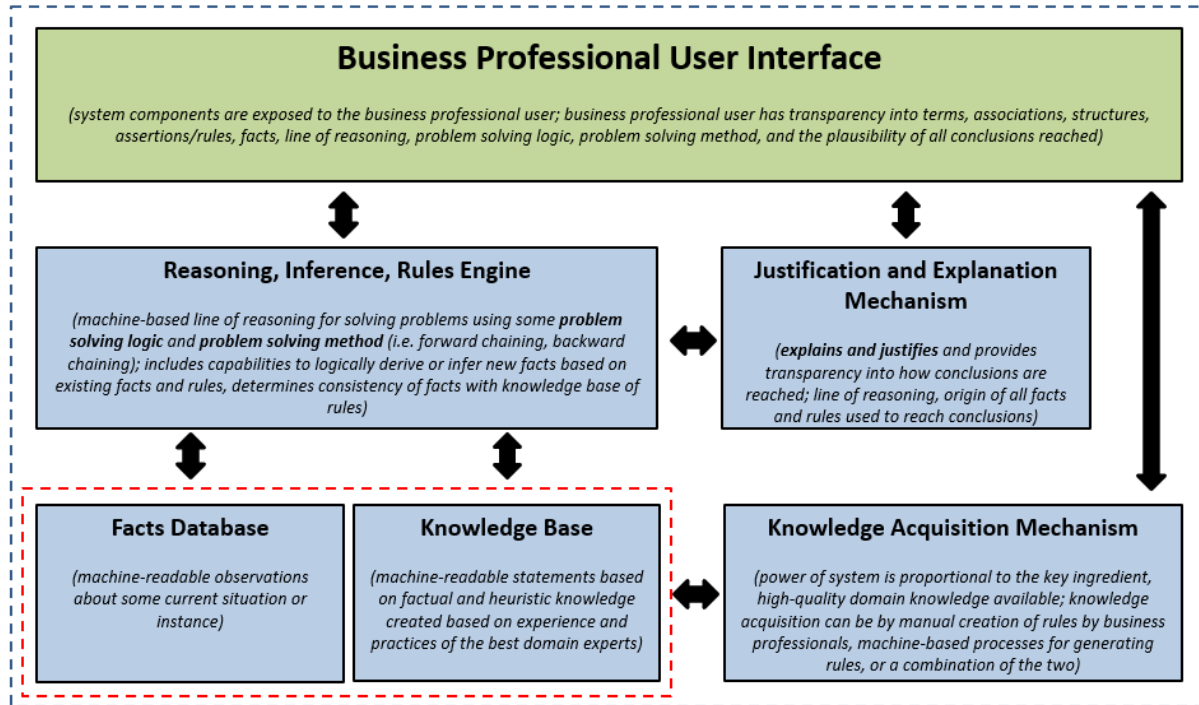 Business Professional User Interface
(system components are exposed to the business professional user; business professional user has transparency into terms, associations, structures,
assertions/rules, facts, line of reasoning, problem solving logic, problem solving method, and the plausibility of all conclusions reached)
Reasoning, Inference, Rules Engine
(machine-based line of reasoning for solving problems using some problem
solving logic and problem solving method (i.e. forward chaining, backward
chaining); includes capabilities to logically derive or infer new facts based on
existing facts and rules, determines consistency of facts with knowledge base of
rules)
Justification and Explanation
Mechanism
(explains and justifies and provides
transparency into how conclusions are
reached; line of reasoning, origin of all facts
and rules used to reach conclusions)
Facts Database
(machine-readable observations
about some current situation or
instance)
Knowledge Base
(machine-readable statements based
on factual and heuristic knowledge
created based on experience and
practices of the best domain experts)
Knowledge Acquisition Mechanism
(power of system is proportional to the key ingredient,
high-quality domain knowledge available; knowledge
acquisition can be by manual creation of rules by business
professionals, machine-based processes for generating
rules, or a combination of the two)